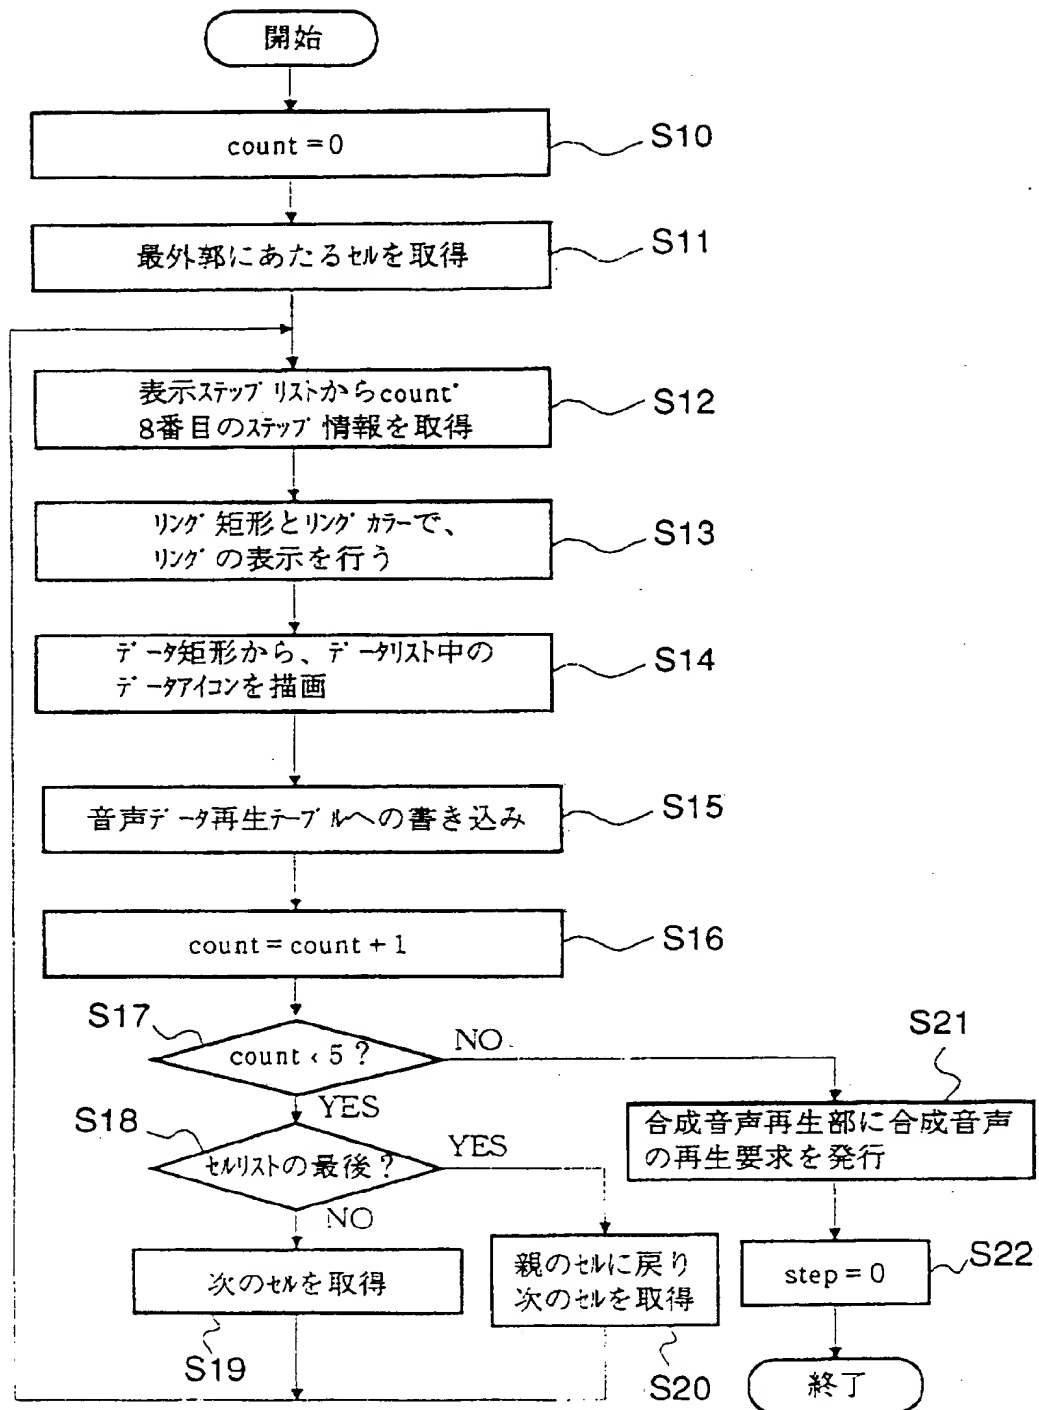 開始
count = 0
S10
最外郭にあたるセルを取得
S11
表示ステップリストからcount*
8番目のステップ情報を取得
S12
リング矩形とリングカラーで、
リングの表示を行う
S13
データ矩形から、データリスト中の
データアイコンを描画
S14
音声データ再生テーブルへの書き込み
S15
count = count + 1
S16
S17
count < 5 ?
NO
YES
S18
セルリストの最後?
YES
NO
次のセルを取得
S19
親のセルに戻り
次のセルを取得
S20
S21
合成音声再生部に合成音声
の再生要求を発行
step = 0
S22
終了